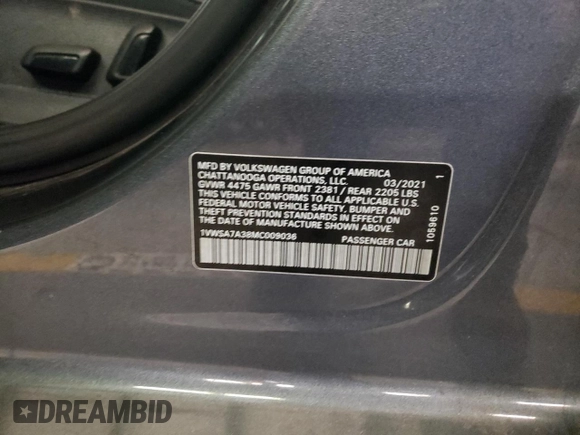 MFD BY VOLKSWAGEN GROUP OF AMERICA
CHATTANOOGA OPERATIONS, LLC. 03/2021
GVWR 4475 GAWR FRONT 2381 / REAR 2205 LBS
THIS VEHICLE CONFORMS TO ALL APPLICABLE U.S.
FEDERAL MOTOR VEHICLE SAFETY, BUMPER AND
THEFT PREVENTION STANDARDS IN EFFECT ON
THE DATE OF MANUFACTURE SHOWN ABOVE.
1VWSA7A38MC009036 PASSENGER CAR
1059610 1
DREAMBID